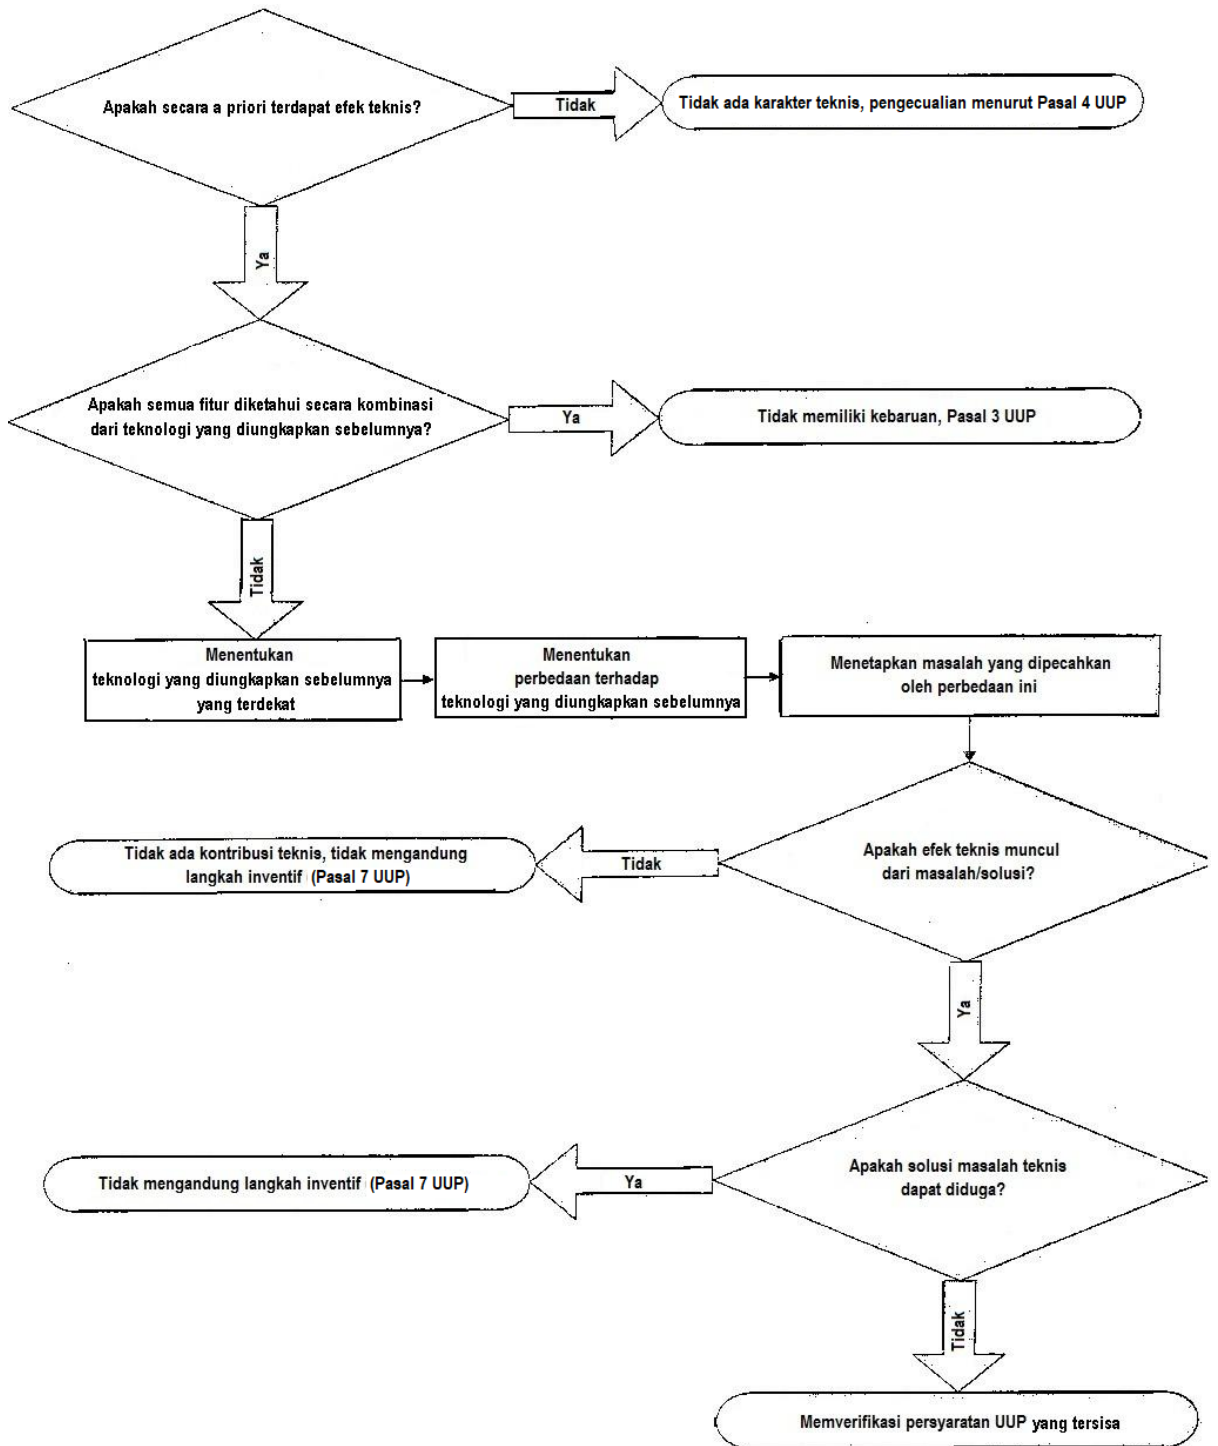 Apakah secara a priori terdapat efek teknis?
Tidak
Tidak ada karakter teknis, pengecualian menurut Pasal 4 UUP
Ya
Apakah semua fitur diketahui secara kombinasi
dari teknologi yang diungkapkan sebelumnya?
Ya
Tidak memiliki kebaruan, Pasal 3 UUP
Tidak
Menentukan
teknologi yang diungkapkan sebelumnya
yang terdekat
Menentukan
perbedaan terhadap
teknologi yang diungkapkan sebelumnya
Menetapkan masalah yang dipecahkan
oleh perbedaan ini
Apakah efek teknis muncul
dari masalah/solusi?
Tidak
Tidak ada kontribusi teknis, tidak mengandung
langkah inventif (Pasal 7 UUP)
Ya
Apakah solusi masalah teknis
dapat diduga?
Ya
Tidak mengandung langkah inventif (Pasal 7 UUP)
Tidak
Memverifikasi persyaratan UUP yang tersisa